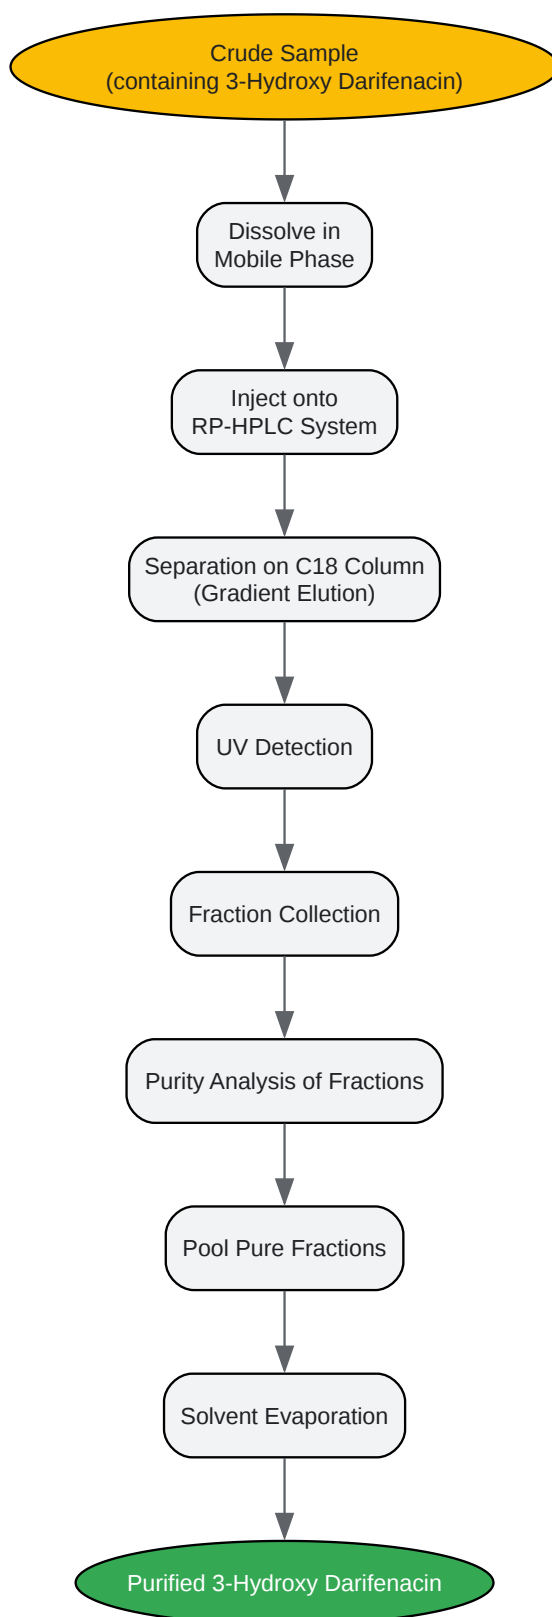 Crude Sample
(containing 3-Hydroxy Darifenacin)
Dissolve in
Mobile Phase
Inject onto
RP-HPLC System
Separation on C18 Column
(Gradient Elution)
UV Detection
Fraction Collection
Purity Analysis of Fractions
Pool Pure Fractions
Solvent Evaporation
Purified 3-Hydroxy Darifenacin